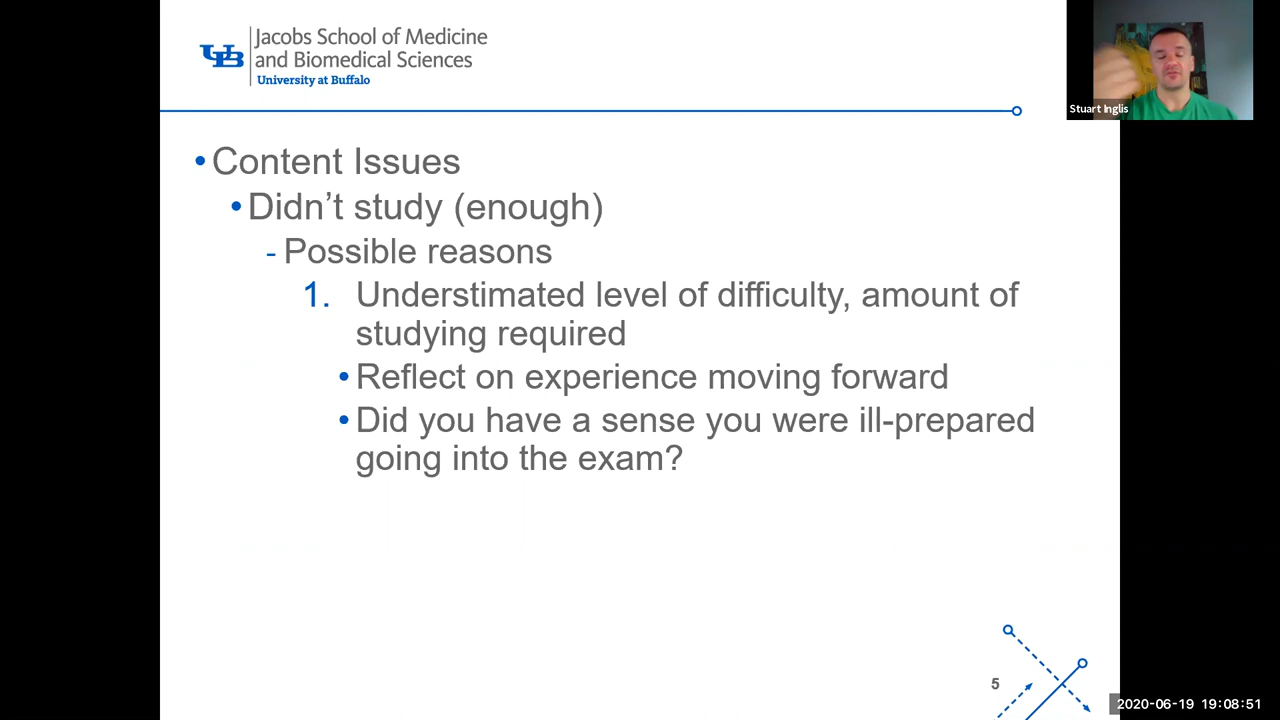 Jacobs School of Medicine
and Biomedical Sciences
University at Buffalo
Stuart Inglis
• Content Issues
• Didn't study (enough)
- Possible reasons
1. Understimated level of difficulty, amount of
studying required
• Reflect on experience moving forward
• Did you have a sense you were ill-prepared
going into the exam?
5
2020-06-19 19:08:51